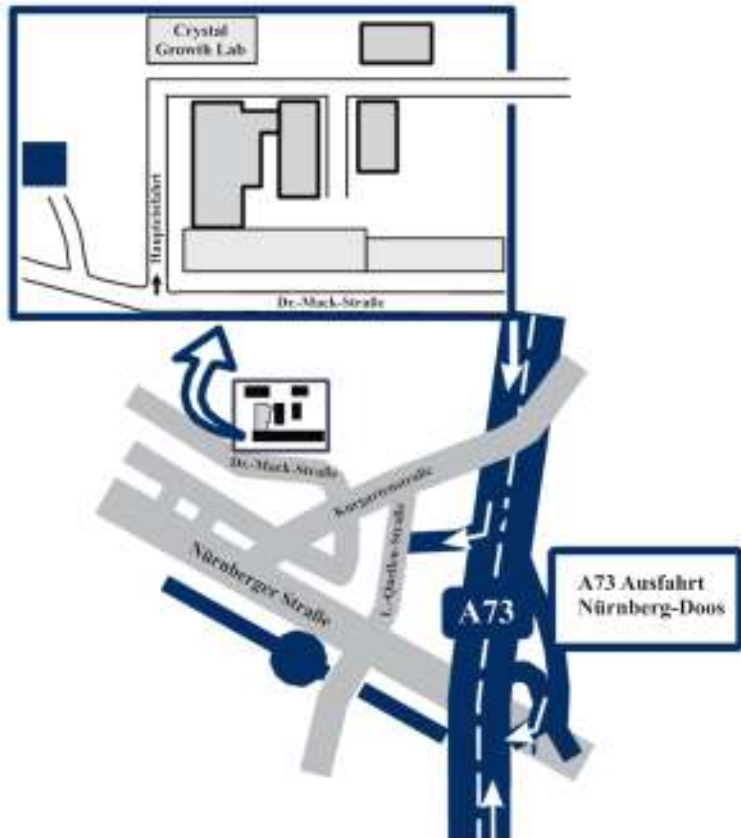 Crystal
Growth Lab
Haupteinfahrt
Dr.-Mack-Straße
Dr.-Mack-Straße
Kurgartenstraße
L.-Quellen-Straße
Nürnberger Straße
A73
A73 Ausfahrt
Nürnberg-Doos